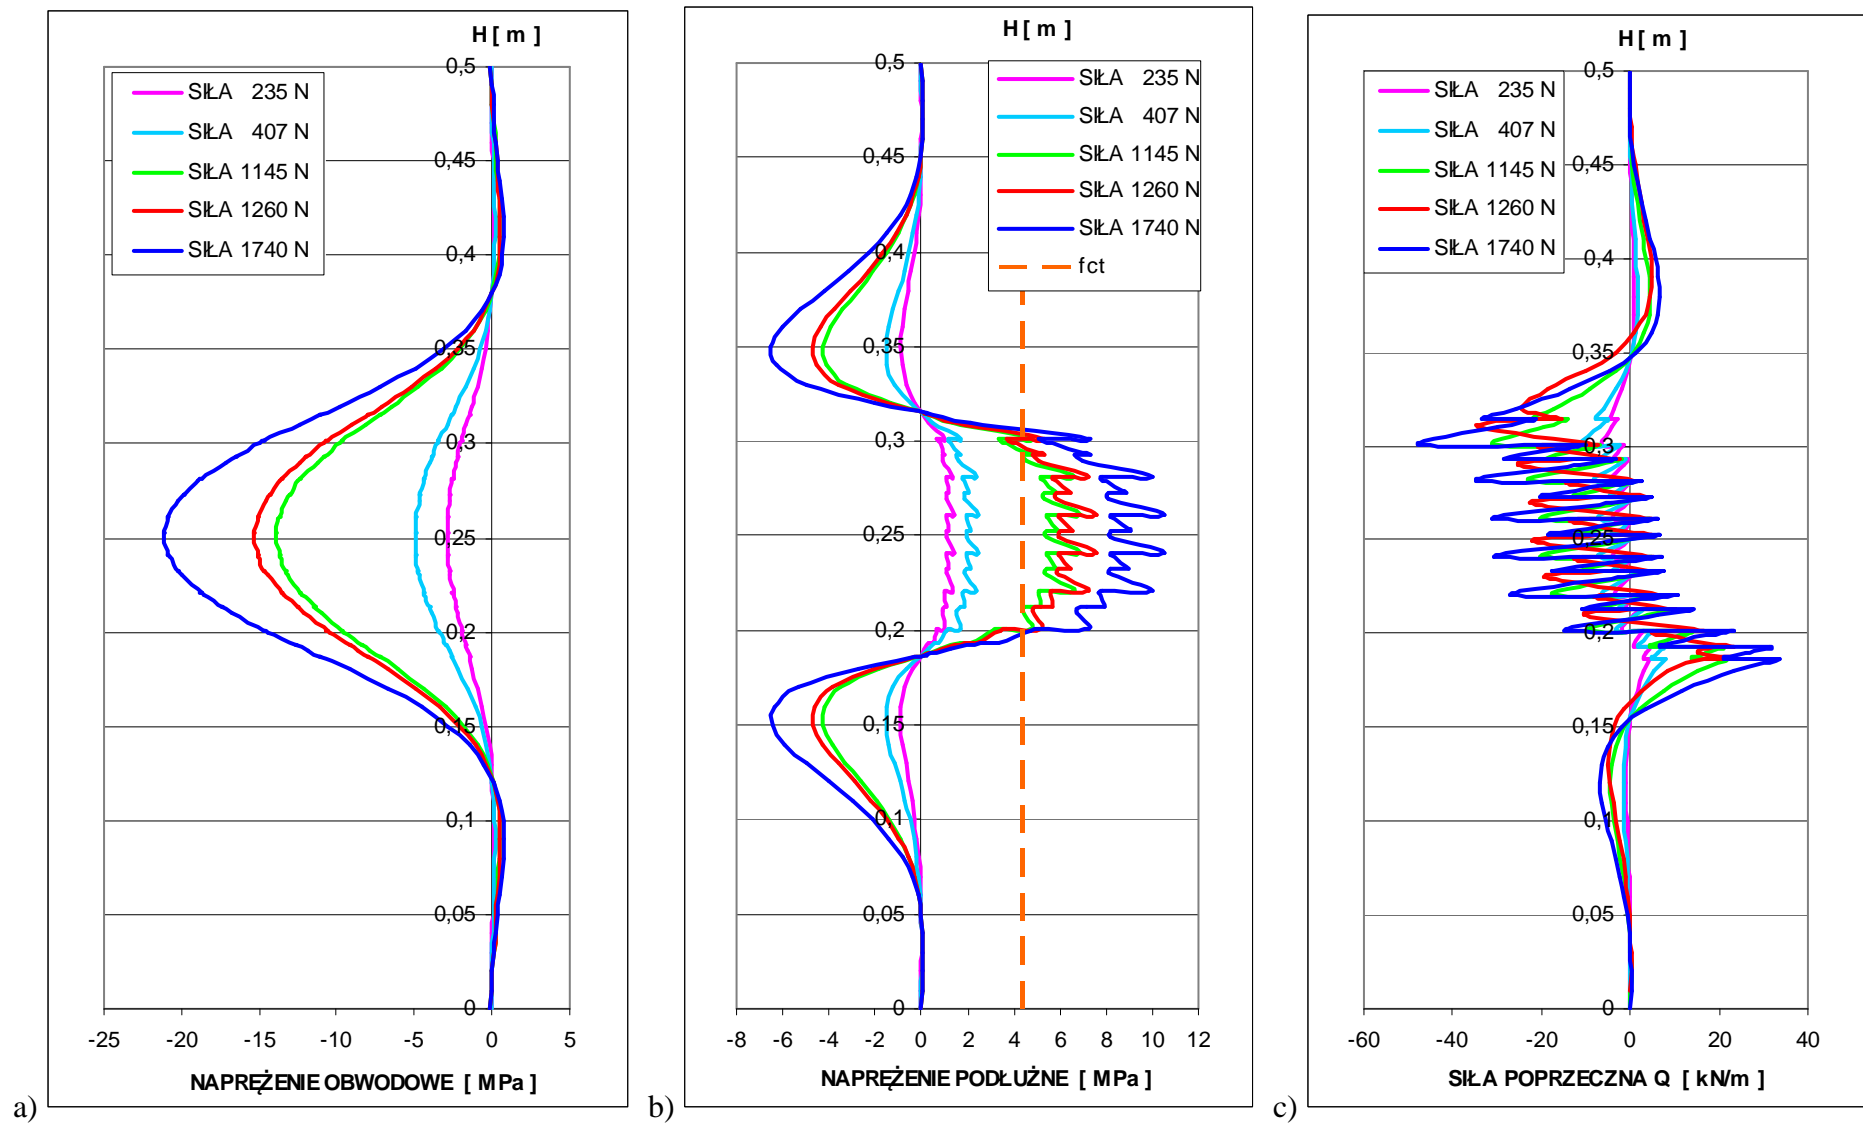 H [ m ]
0,5
0,45
0,4
0,35
0,3
0,25
0,2
0,15
0,1
0,05
0
SIŁA 235 N
SIŁA 407 N
SIŁA 1145 N
SIŁA 1260 N
SIŁA 1740 N
-25 -20 -15 -10 -5 0 5
NAPRĘŻENIE OBWODOWE [ MPa ]
a)
H [ m ]
0,5
0,45
0,4
0,35
0,3
0,25
0,2
0,15
0,1
0,05
0
SIŁA 235 N
SIŁA 407 N
SIŁA 1145 N
SIŁA 1260 N
SIŁA 1740 N
fct
-8 -6 -4 -2 0 2 4 6 8 10 12
NAPRĘŻENIE PODŁUŻNE [ MPa ]
b)
H [ m ]
0,5
0,45
0,4
0,35
0,3
0,25
0,2
0,15
0,1
0,05
0
SIŁA 235 N
SIŁA 407 N
SIŁA 1145 N
SIŁA 1260 N
SIŁA 1740 N
-60 -40 -20 0 20 40
SIŁA POPRZECZNA Q [ kN/m ]
c)